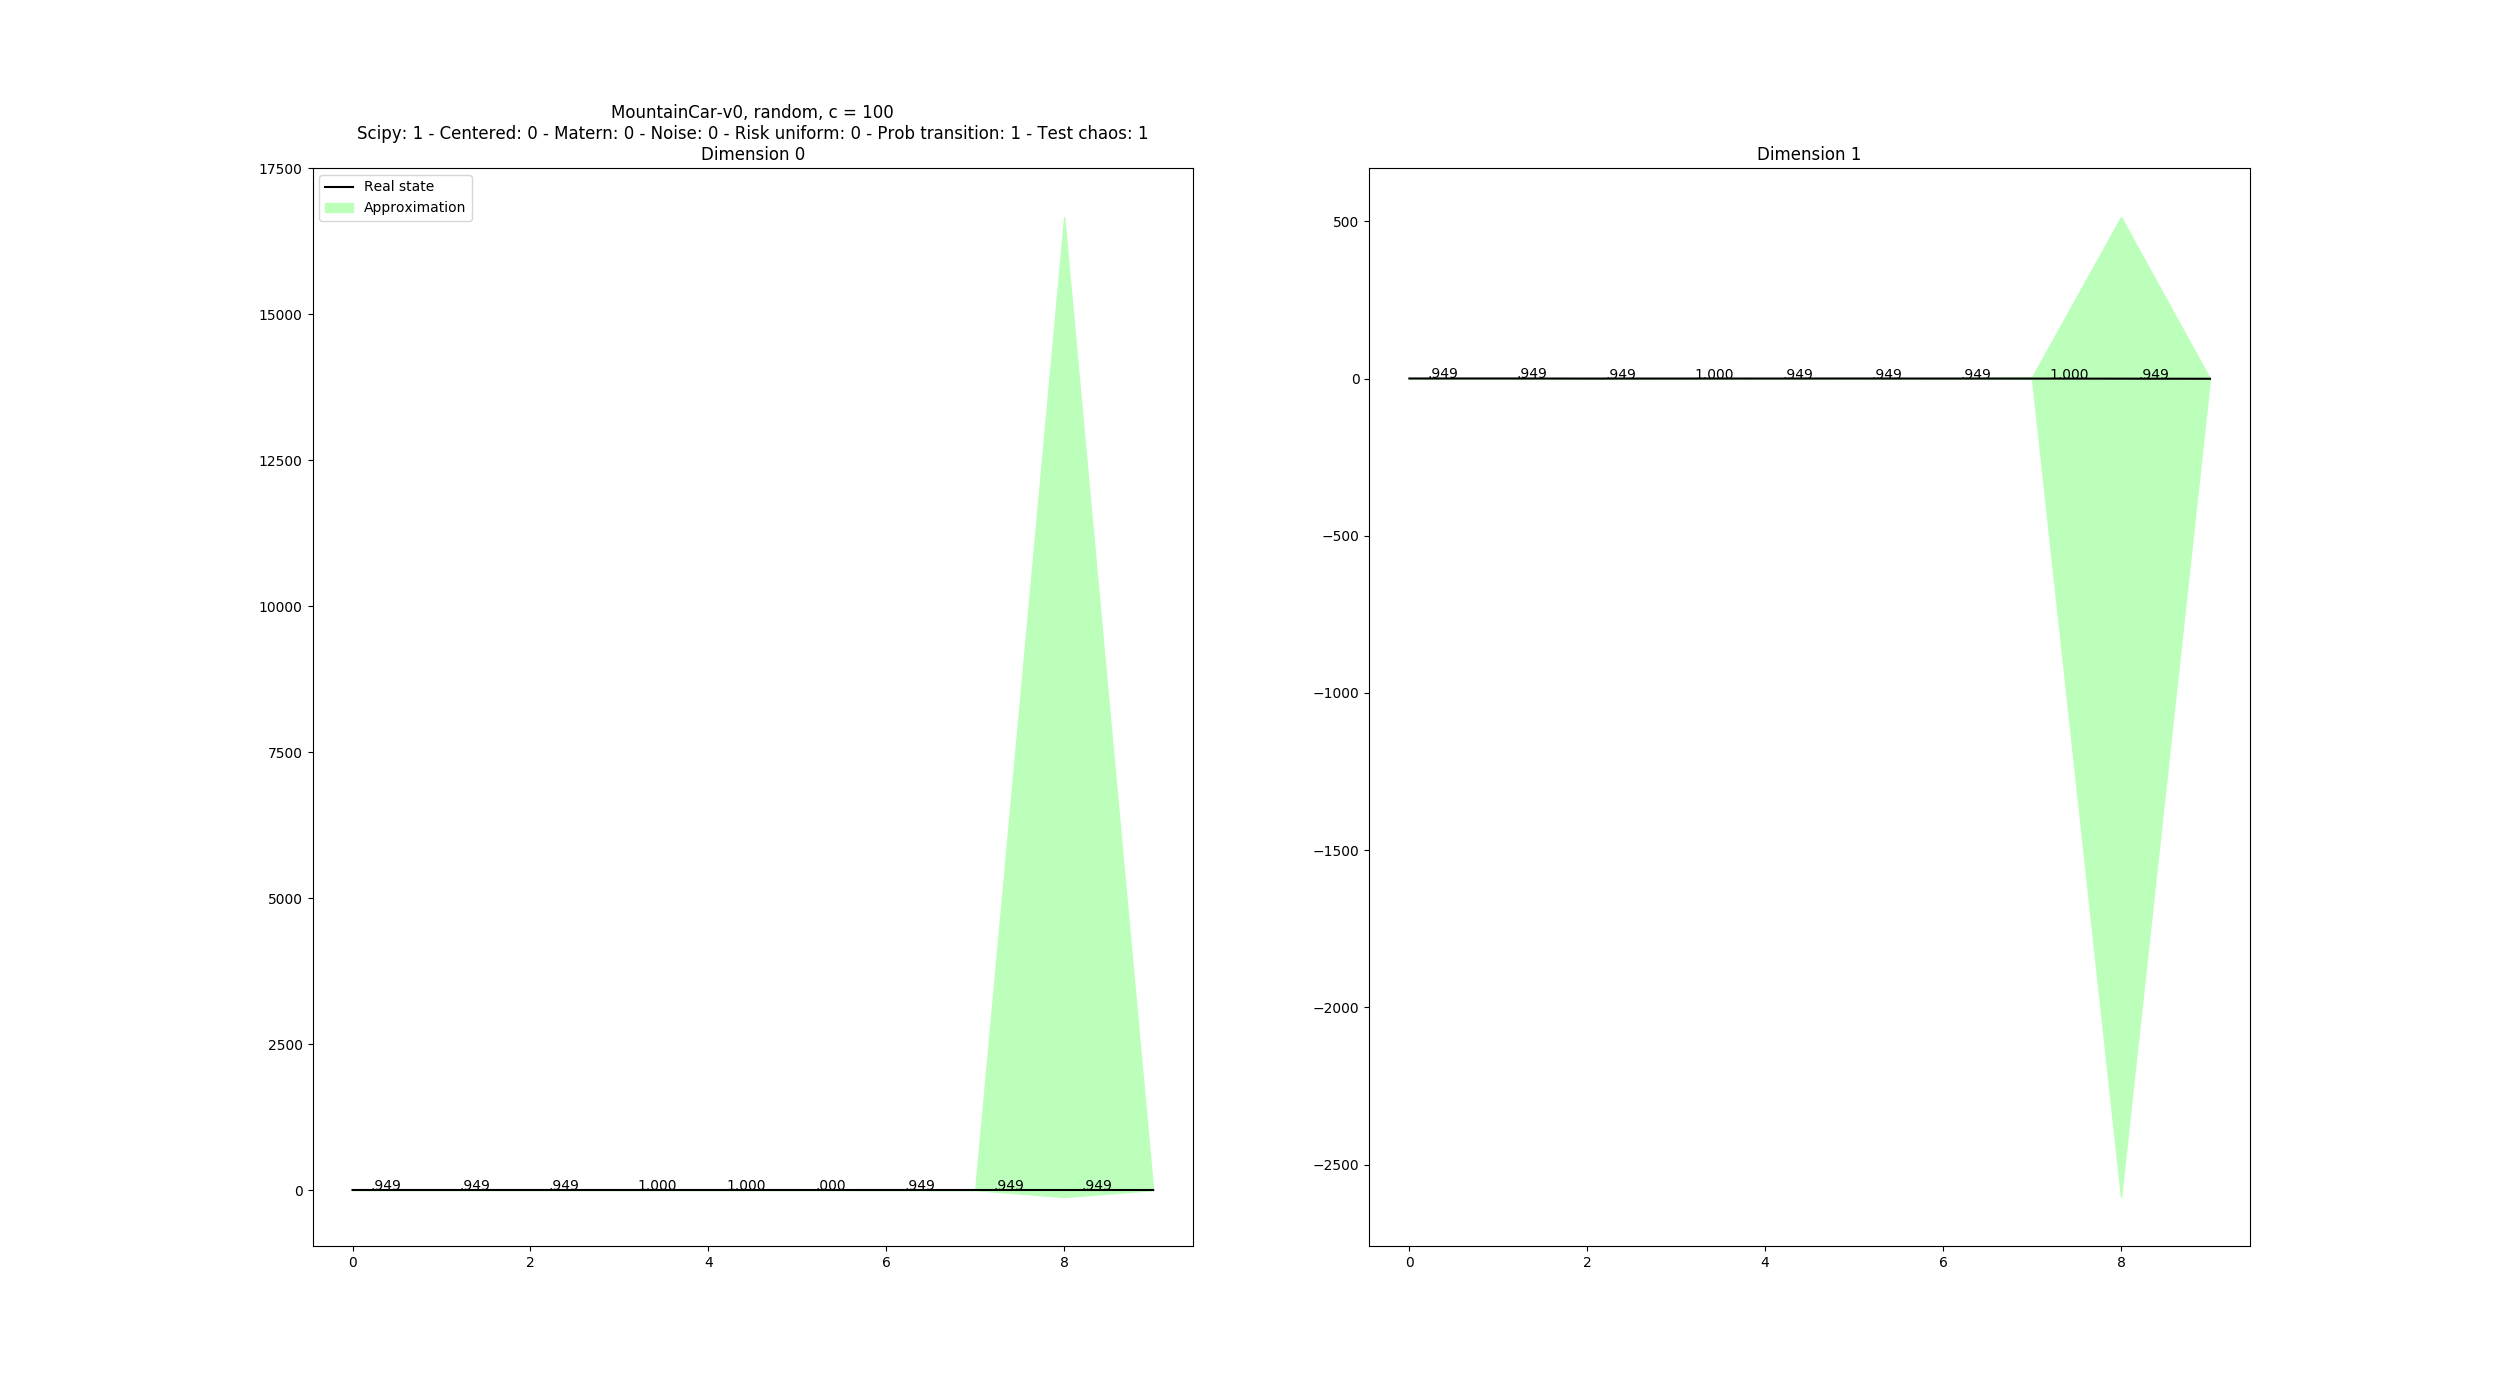 MountainCar-v0, random, c = 100
Scipy: 1 - Centered: 0 - Matern: 0 - Noise: 0 - Risk uniform: 0 - Prob transition: 1 - Test chaos: 1
Dimension 0
Real state
Approximation
17500
15000
12500
10000
7500
5000
2500
0
.949 .949 .949 1.000 1.000 .000 .949 .949 .949
0 2 4 6 8
Dimension 1
500
0
−500
−1000
−1500
−2000
−2500
.949 .949 .949 1.000 .949 .949 .949 1.000 .949
0 2 4 6 8